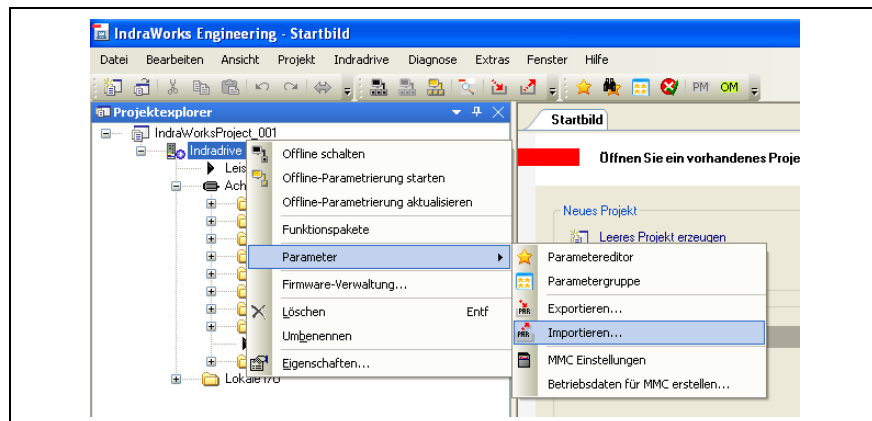 IndraWorks Engineering - Startbild
Datei Bearbeiten Ansicht Projekt Indradrive Diagnose Extras Fenster Hilfe
PM OM
Projektexplorer
Startbild
IndraWorksProject_001
Indradrive
Leis
Ach
Lokale I/O
Offline schalten
Offline-Parametrierung starten
Offline-Parametrierung aktualisieren
Funktionspakete
Parameter
Firmware-Verwaltung...
Löschen Entf
Umbenennen
Eigenschaften...
Öffnen Sie ein vorhandenes Proje
Neues Projekt
Leeres Projekt erzeugen
Parametereditor
Parametergruppe
PAR Exportieren...
PAR Importieren...
MMC Einstellungen
Betriebsdaten für MMC erstellen...